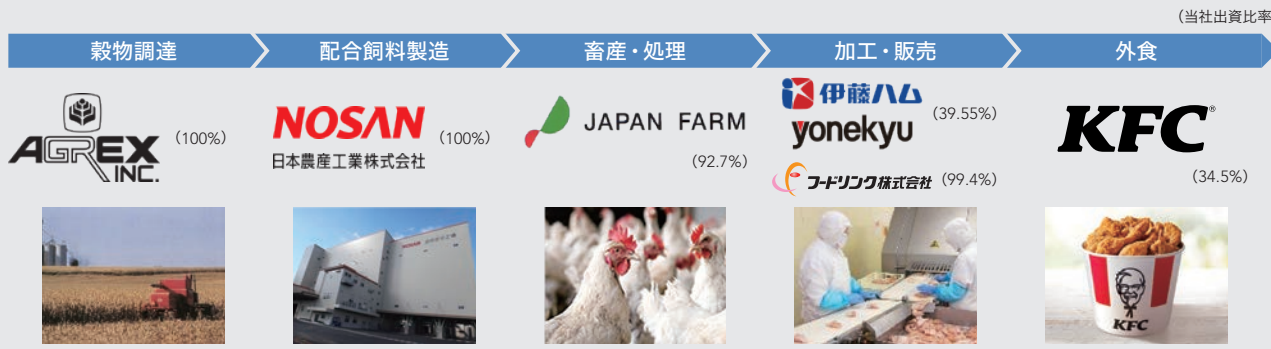 （当社出資比率
穀物調達
配合飼料製造
畜産・処理
加工・販売
外食
AGREX
INC.
（100%）
NOSAN
日本農産工業株式会社
（100%）
JAPAN FARM
（92.7%）
伊藤ハム
yonekyu
（39.55%）
フードリンク株式会社
（99.4%）
KFC®
（34.5%）
NOSAN
KFC